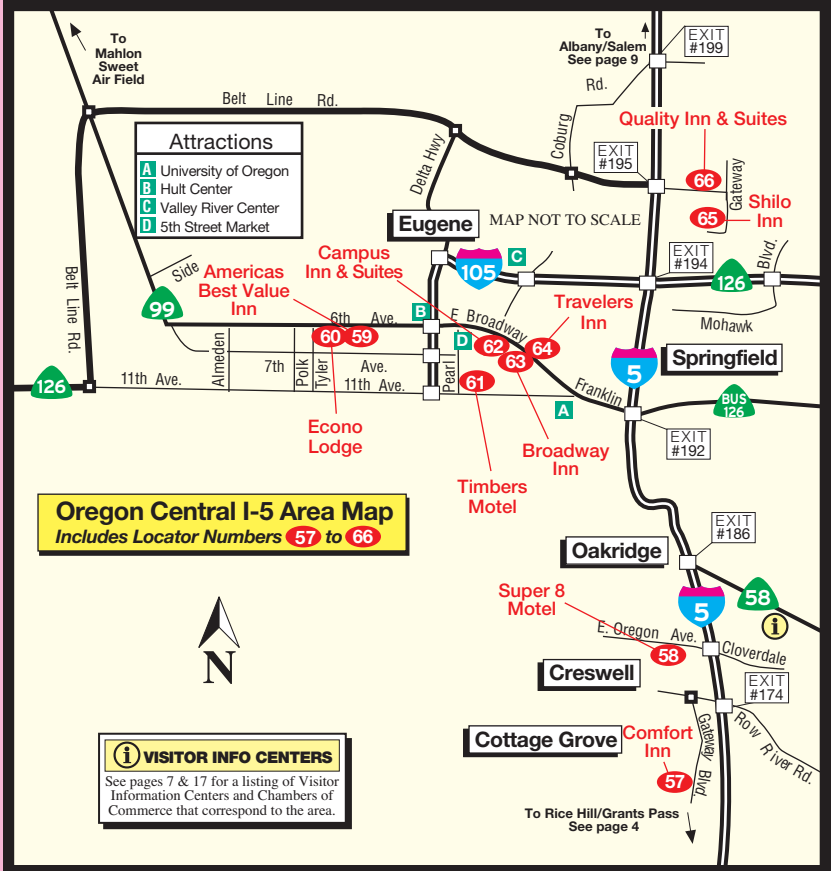 To
Mahlon
Sweet
Air Field
To
Albany/Salem
See page 9
EXIT
#199
Belt Line Rd.
Rd.
Coburg
Quality Inn & Suites
Attractions
A University of Oregon
B Hult Center
C Valley River Center
D 5th Street Market
Delta Hwy
EXIT
#195
66
Gateway
65
Shilo
Inn
Eugene
MAP NOT TO SCALE
Side
Campus
Inn & Suites
C
105
EXIT
#194
126
Blvd.
Belt Line Rd.
99
Americas
Best Value
Inn
6th Ave.
B
E Broadway
Travelers
Inn
Mohawk
60
59
D
62
63
64
5
Springfield
Almeden
7th Ave.
Polk
Tyler
Pearl
61
126
11th Ave.
11th Ave.
A
Franklin
BUS
126
Econo
Lodge
Broadway
Inn
EXIT
#192
Timbers
Motel
Oregon Central I-5 Area Map
Includes Locator Numbers 57 to 66
EXIT
#186
Oakridge
Super 8
Motel
5
58
i
N
E. Oregon Ave.
58
Cloverdale
Creswell
EXIT
#174
Cottage Grove
Comfort
Inn
Gateway Blvd.
Row River Rd.
57
i VISITOR INFO CENTERS
See pages 7 & 17 for a listing of Visitor
Information Centers and Chambers of
Commerce that correspond to the area.
To Rice Hill/Grants Pass
See page 4